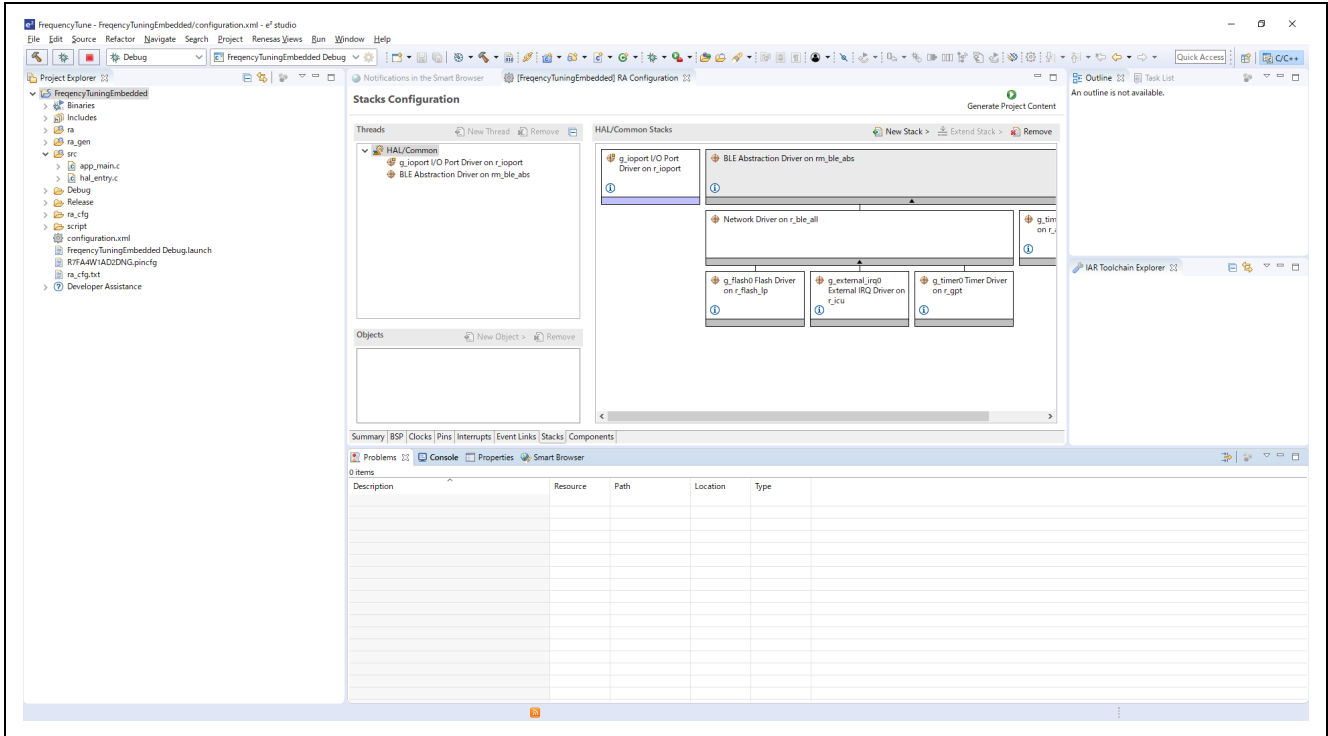 FrequencyTune - FreqencyTuningEmbedded/configuration.xml - e² studio
File Edit Source Refactor Navigate Search Project Renesas Views Run Window Help
Debug
FreqencyTuningEmbedded Debug
Quick Access
C/C++
Project Explorer
FreqencyTuningEmbedded
Binaries
Includes
ra
ra_gen
src
app_main.c
hal_entry.c
Debug
Release
ra_cfg
script
configuration.xml
FreqencyTuningEmbedded Debug.launch
R7FA4W1AD2DNG.pincfg
ra_cfg.txt
Developer Assistance
Notifications in the Smart Browser
[FreqencyTuningEmbedded] RA Configuration
Stacks Configuration
Generate Project Content
Threads
New Thread
Remove
HAL/Common
g_ioport I/O Port Driver on r_ioport
BLE Abstraction Driver on rm_ble_abs
Objects
New Object >
Remove
HAL/Common Stacks
New Stack >
Extend Stack >
Remove
g_ioport I/O Port
Driver on r_ioport
BLE Abstraction Driver on rm_ble_abs
Network Driver on r_ble_all
g_tim
on r_
g_flash0 Flash Driver
on r_flash_lp
g_external_irq0
External IRQ Driver on
r_icu
g_timer0 Timer Driver
on r_gpt
Summary BSP Clocks Pins Interrupts Event Links Stacks Components
Outline
Task List
An outline is not available.
IAR Toolchain Explorer
Problems
Console
Properties
Smart Browser
0 items
Description Resource Path Location Type